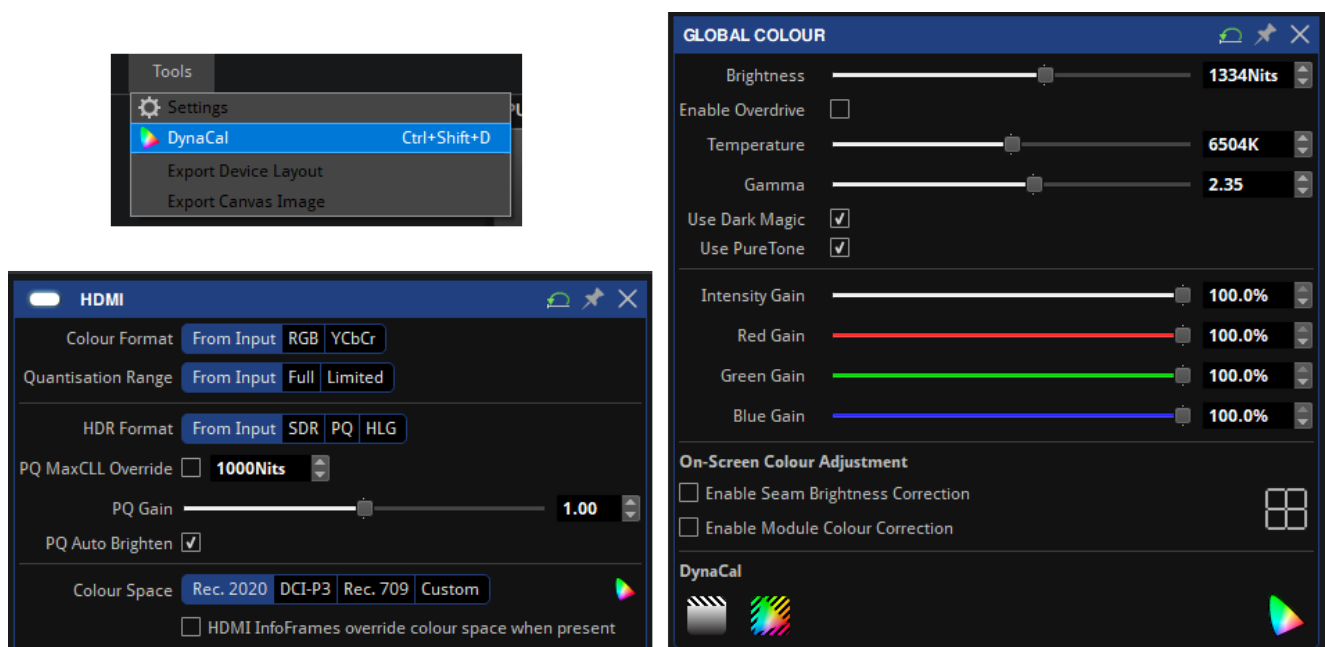 Tools
Settings
DynaCal Ctrl+Shift+D
Export Device Layout
Export Canvas Image
HDMI
Colour Format From Input RGB YCbCr
Quantisation Range From Input Full Limited
HDR Format From Input SDR PQ HLG
PQ MaxCLL Override 1000Nits
PQ Gain 1.00
PQ Auto Brighten
Colour Space Rec. 2020 DCI-P3 Rec. 709 Custom
HDMI InfoFrames override colour space when present
GLOBAL COLOUR
Brightness 1334Nits
Enable Overdrive
Temperature 6504K
Gamma 2.35
Use Dark Magic
Use PureTone
Intensity Gain 100.0%
Red Gain 100.0%
Green Gain 100.0%
Blue Gain 100.0%
On-Screen Colour Adjustment
Enable Seam Brightness Correction
Enable Module Colour Correction
DynaCal